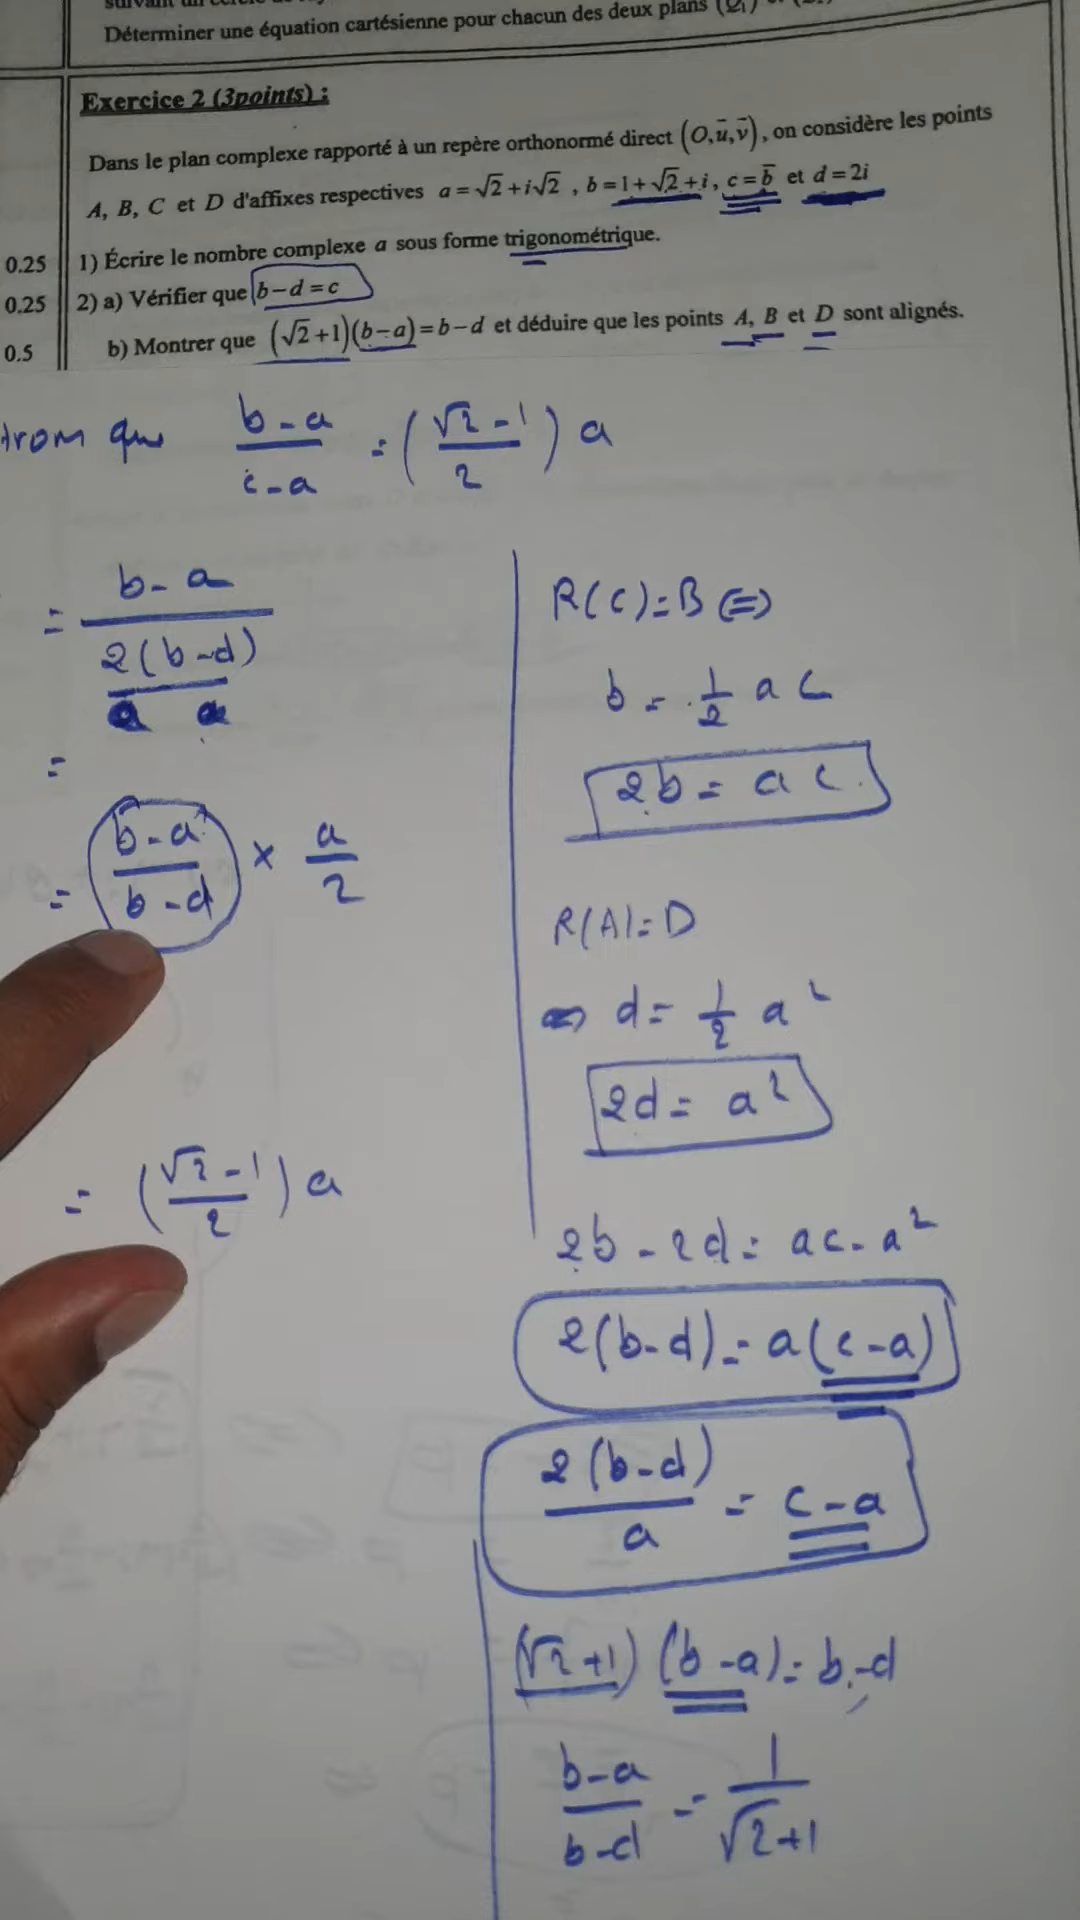 Déterminer une équation cartésienne pour chacun des deux plans
Exercice 2 (3points) :
Dans le plan complexe rapporté à un repère orthonormé direct (O,u,v), on considère les points
A, B, C et D d'affixes respectives a = √2 + i√2 , b = 1 + √2 + i, c = b̄ et d = 2i
0.25 1) Écrire le nombre complexe a sous forme trigonométrique.
0.25 2) a) Vérifier que b − d = c
0.5 b) Montrer que (√2 + 1)(b − a) = b − d et déduire que les points A, B et D sont alignés.
que (b - a)/(c - a) = ((√2 - 1)/2) a
= (b - a)/(2(b - d)/a)
=
= (b - a)/(b - d) × a/2
= ((√2 - 1)/2) a
R(C) = B ⇔
b = 1/2 a c
2b = a c
R(A) = D
⇔ d = 1/2 a²
2d = a²
2b - 2d = ac - a²
2(b - d) = a(c - a)
2(b - d)/a = c - a
(√2 + 1)(b - a) = b - d
(b - a)/(b - d) = 1/(√2 + 1)